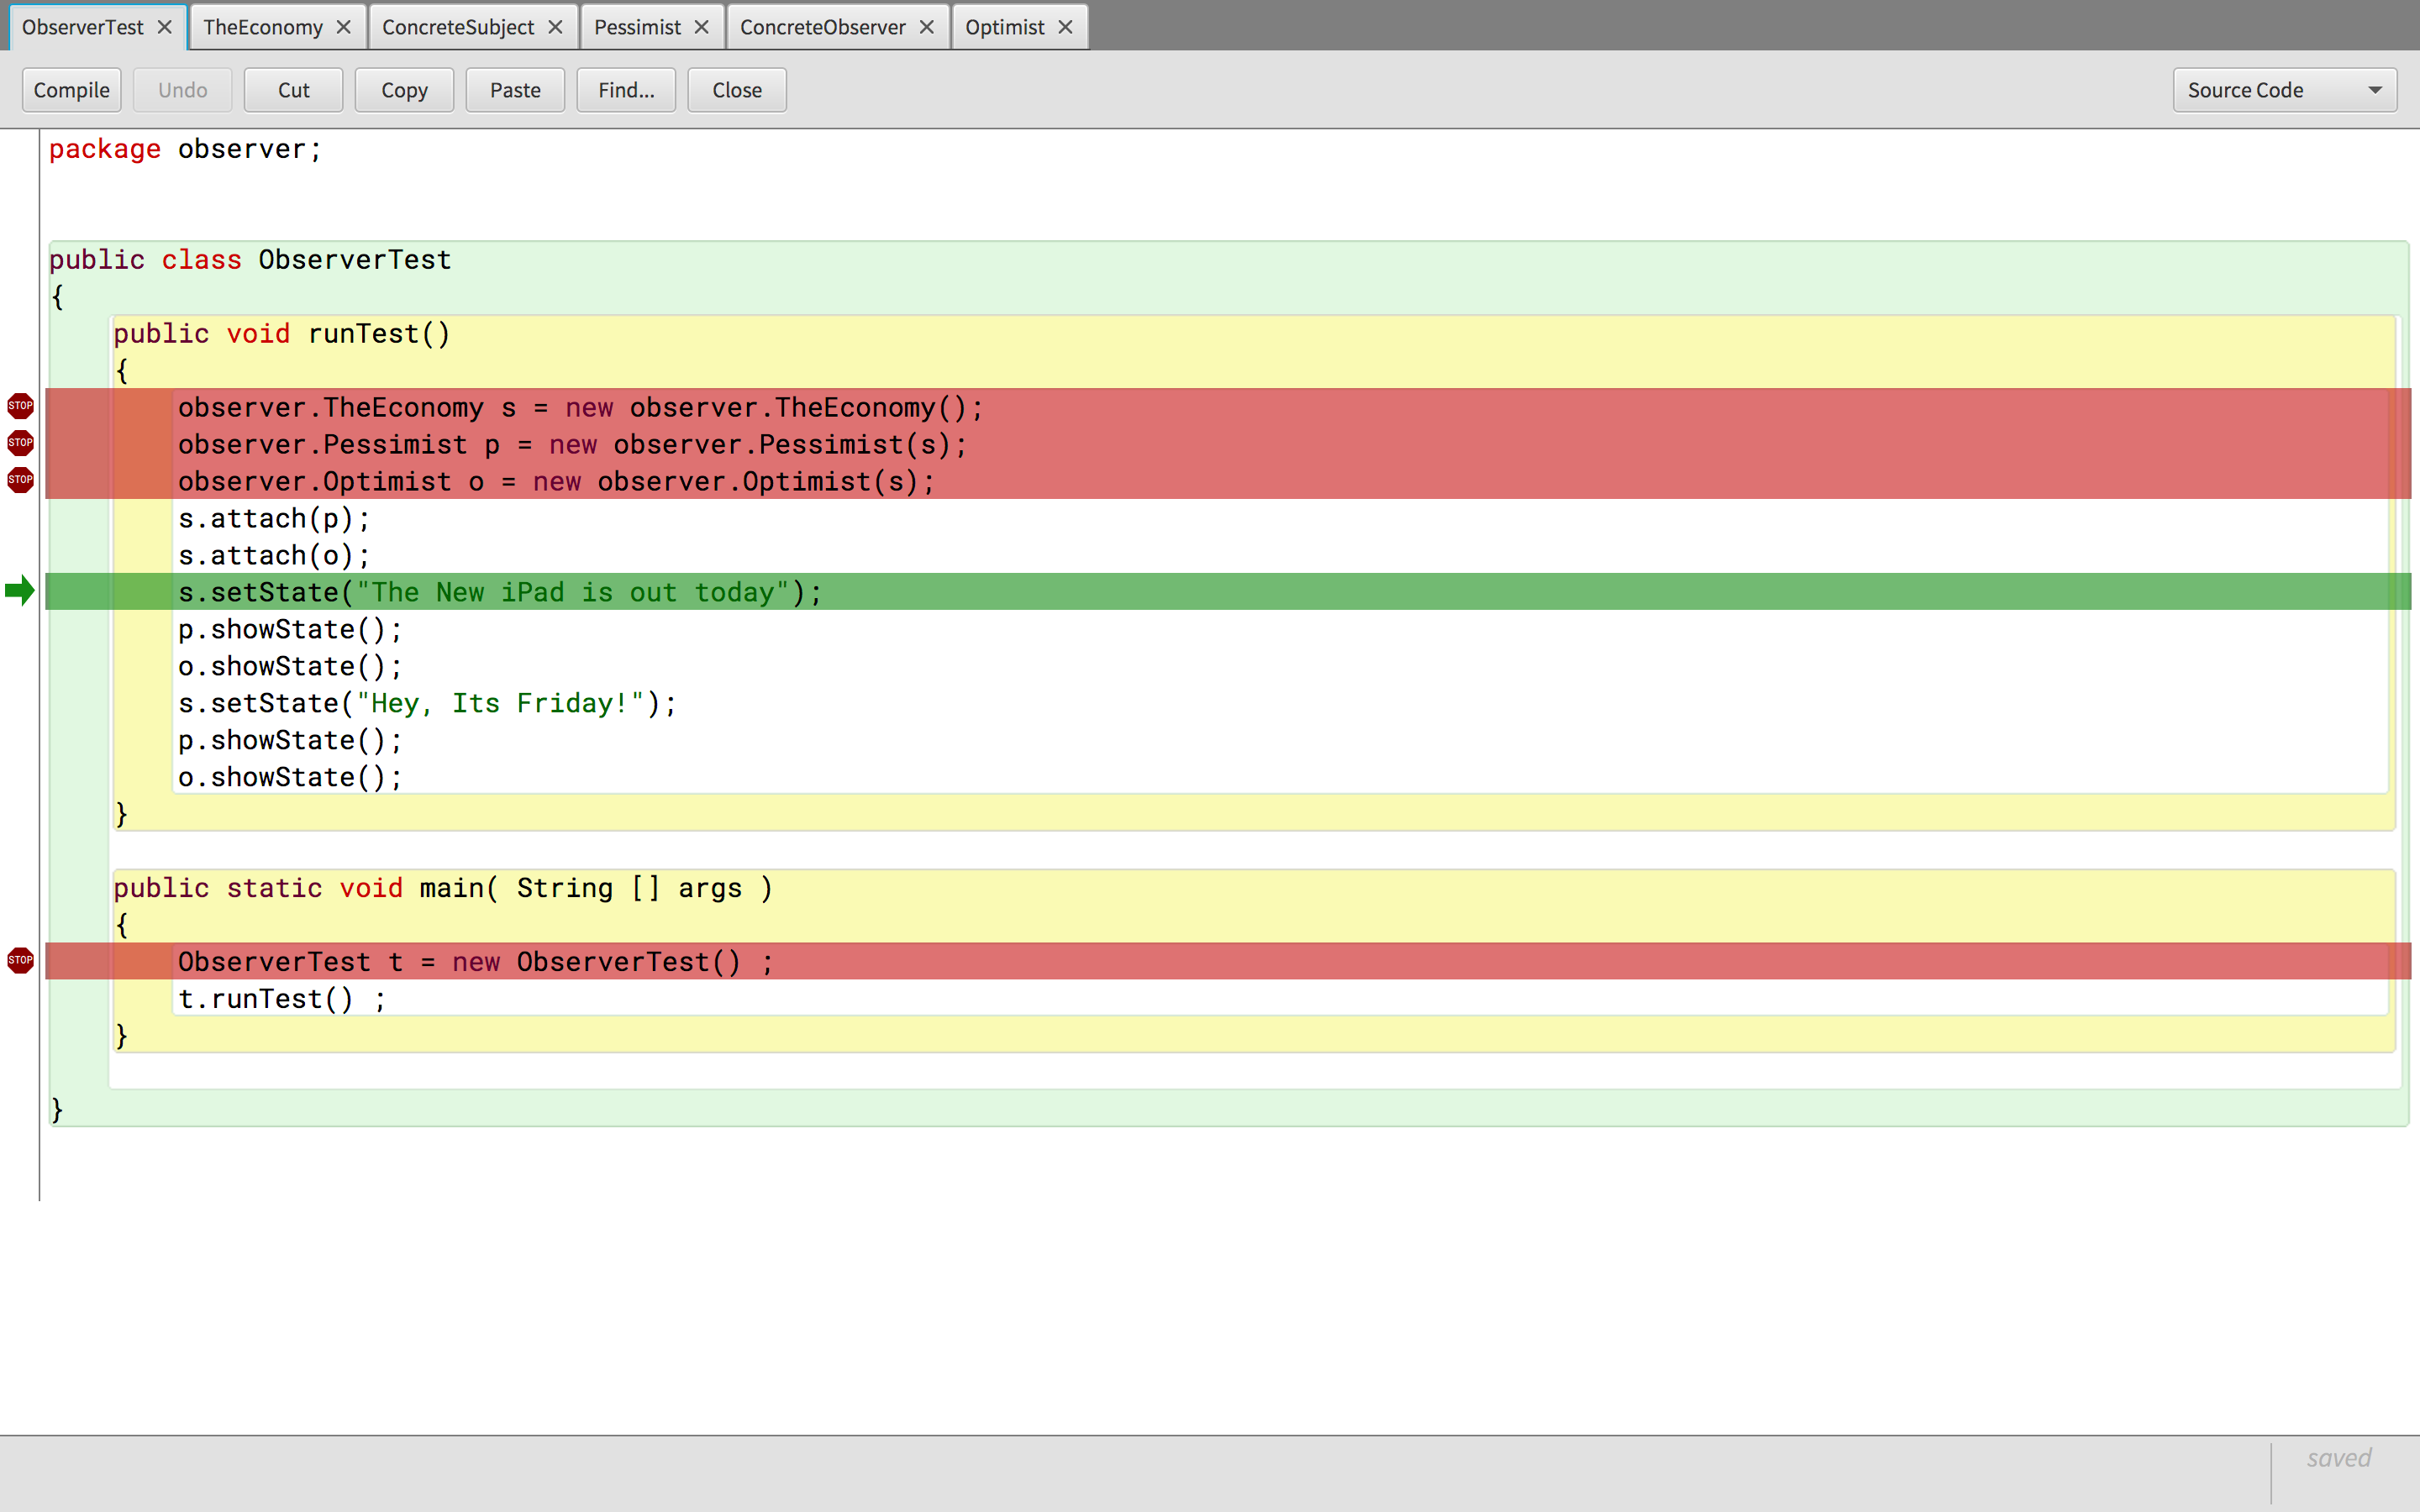 ObserverTest TheEconomy ConcreteSubject Pessimist ConcreteObserver Optimist
Compile Undo Cut Copy Paste Find... Close Source Code
package observer;
public class ObserverTest
{
public void runTest()
{
STOP observer.TheEconomy s = new observer.TheEconomy();
STOP observer.Pessimist p = new observer.Pessimist(s);
STOP observer.Optimist o = new observer.Optimist(s);
s.attach(p);
s.attach(o);
s.setState("The New iPad is out today");
p.showState();
o.showState();
s.setState("Hey, Its Friday!");
p.showState();
o.showState();
}
public static void main( String [] args )
{
STOP ObserverTest t = new ObserverTest() ;
t.runTest() ;
}
}
saved